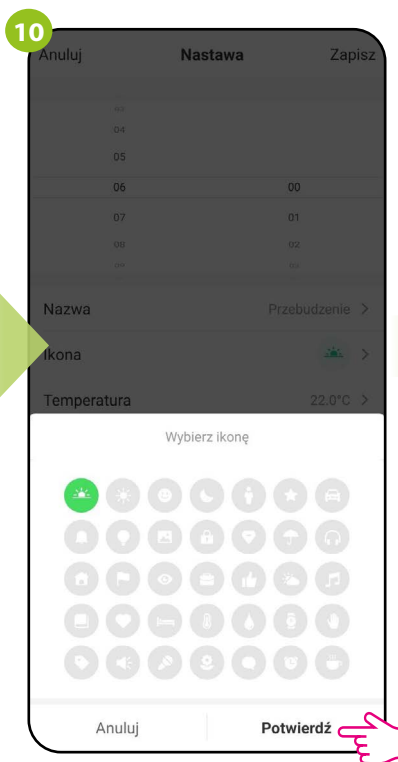 10
Anuluj Nastawa Zapisz
04
05
06 00
07 01
08 02
Nazwa Przebudzenie
Ikona
Temperatura 22.0°C
Wybierz ikonę
Anuluj Potwierdź